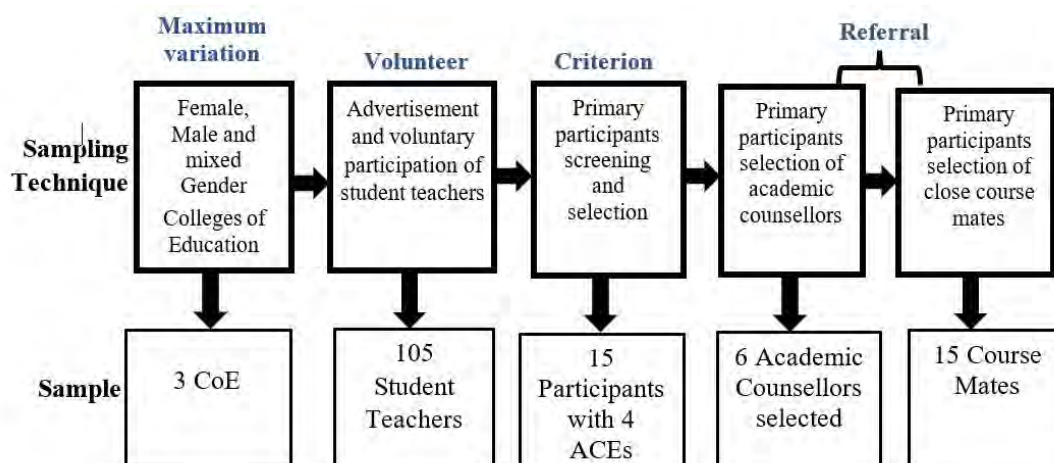 Maximum
variation
Volunteer
Criterion
Referral
Sampling
Technique
Female,
Male and
mixed
Gender
Colleges of
Education
Advertisement
and voluntary
participation of
student teachers
Primary
participants
screening
and
selection
Primary
participants
selection of
academic
counsellors
Primary
participants
selection of
close course
mates
Sample
3 CoE
105
Student
Teachers
15
Participants
with 4
ACEs
6 Academic
Counsellors
selected
15 Course
Mates